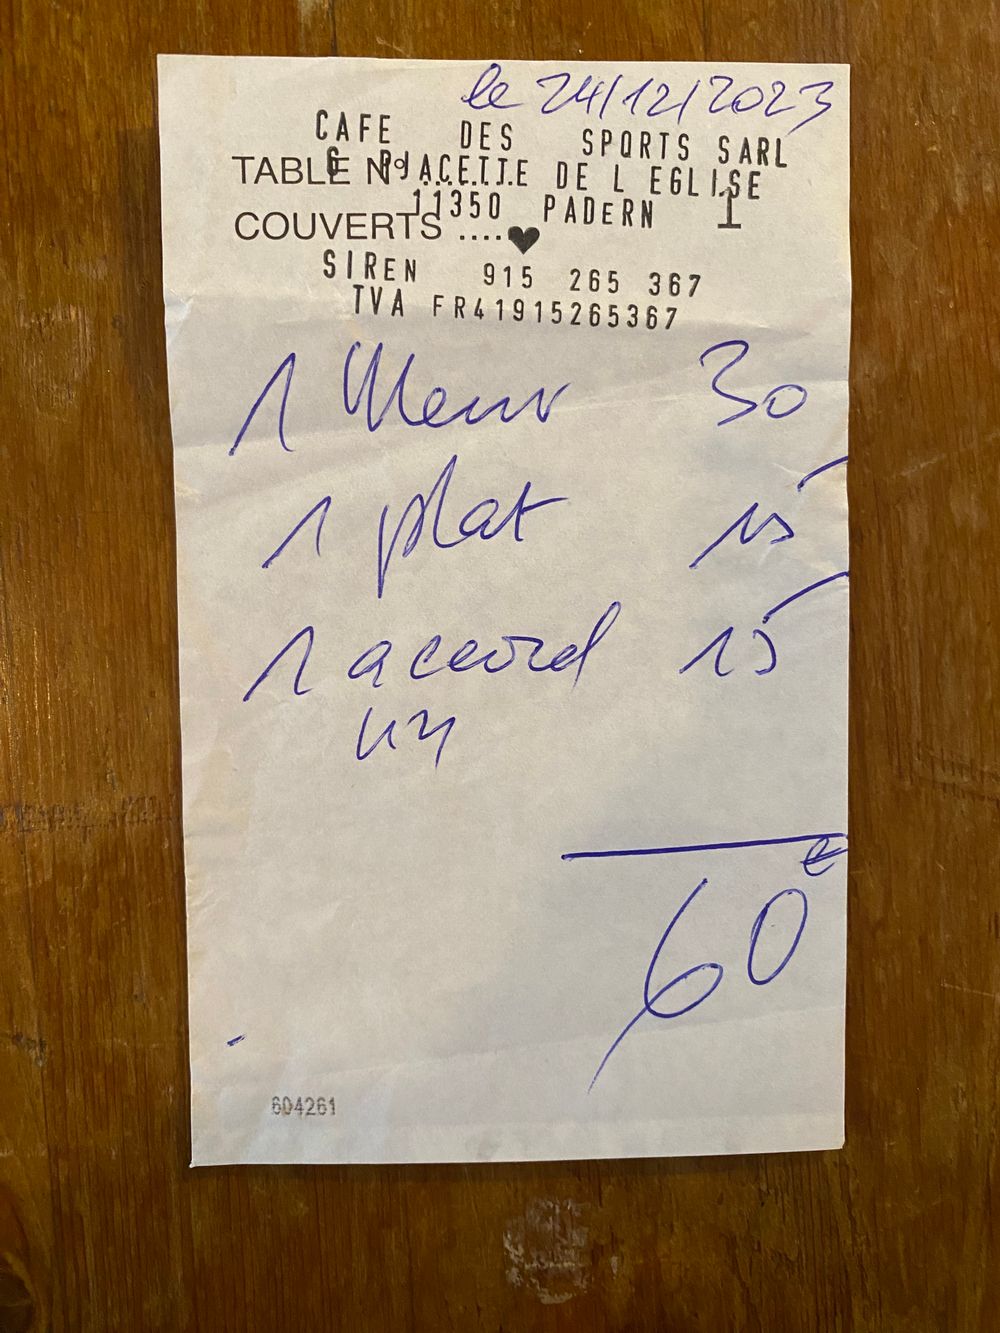 le 24/12/2023
CAFE DES SPORTS SARL
TABLE Nº
6 PLACETTE DE L EGLISE
11350 PADERN 1
COUVERTS ....♥
SIREN 915 265 367
TVA FR41915265367
1 Menu 30
1 plat 15
1 accord 15
60€
604261